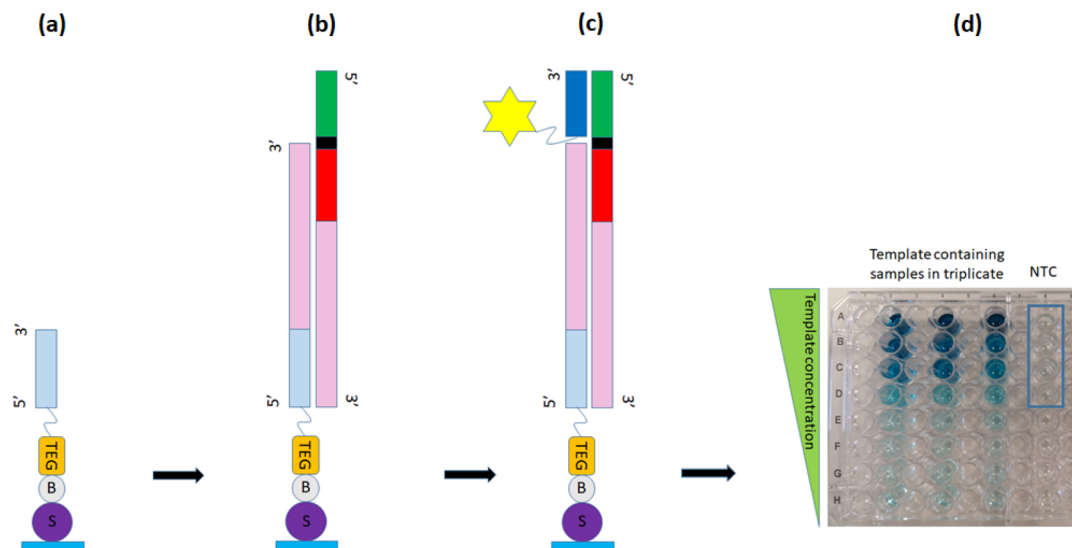 (a)
(b)
(c)
(d)
5’
3’
5’
3’
3’
3’
5’
5’
3’
5’
3’
TEG
TEG
TEG
B
B
B
S
S
S
Template containing
samples in triplicate
NTC
Template concentration
A
B
C
D
E
F
G
H